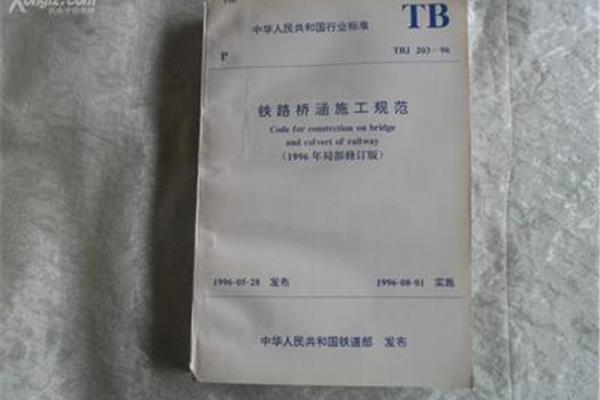 中华人民共和国行业标准
TB
P
TBJ 203-96
铁路桥涵施工规范
Code for constrction on bridge
and culvert of railway
(1996年局部修订版)
1996-05-28 发布
1996-08-01 实施
中华人民共和国铁道部 发布